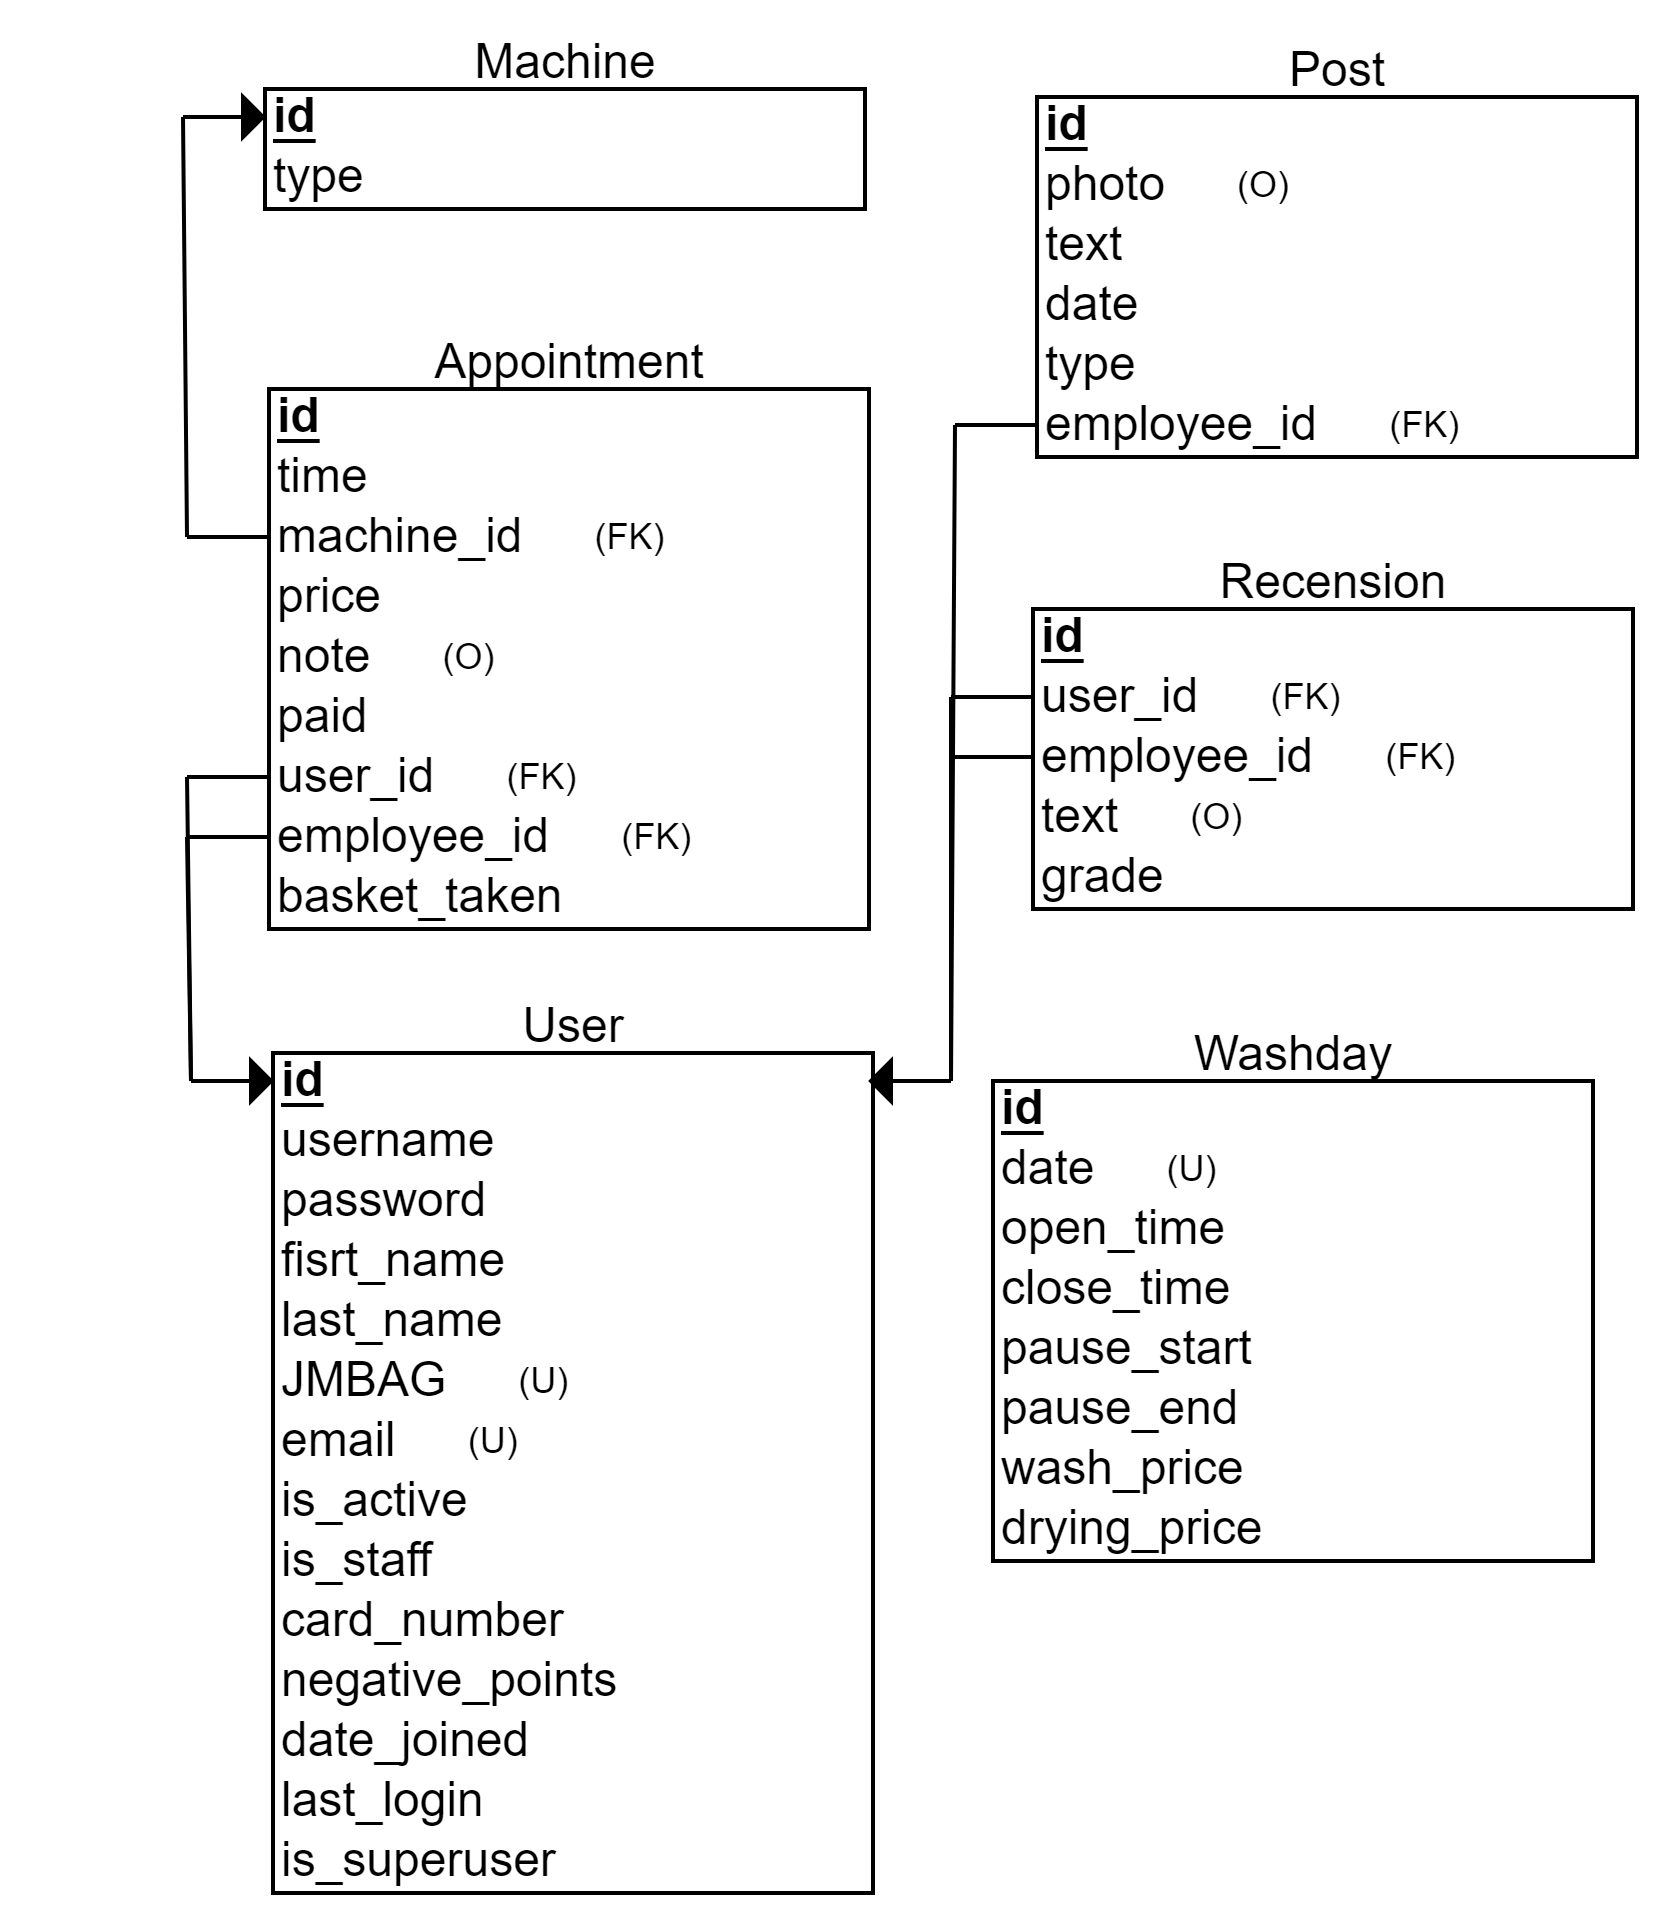 Machine
id
type
Appointment
id
time
machine_id (FK)
price
note (O)
paid
user_id (FK)
employee_id (FK)
basket_taken
User
id
username
password
fisrt_name
last_name
JMBAG (U)
email (U)
is_active
is_staff
card_number
negative_points
date_joined
last_login
is_superuser
Post
id
photo (O)
text
date
type
employee_id (FK)
Recension
id
user_id (FK)
employee_id (FK)
text (O)
grade
Washday
id
date (U)
open_time
close_time
pause_start
pause_end
wash_price
drying_price